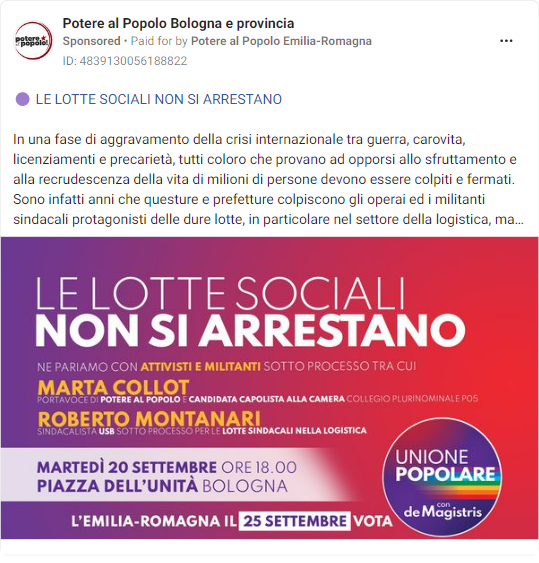 Potere al Popolo Bologna e provincia
Sponsored • Paid for by Potere al Popolo Emilia-Romagna
ID: 4839130056188822
LE LOTTE SOCIALI NON SI ARRESTANO
In una fase di aggravamento della crisi internazionale tra guerra, carovita,
licenziamenti e precarietà, tutti coloro che provano ad opporsi allo sfruttamento e
alla recrudescenza della vita di milioni di persone devono essere colpiti e fermati.
Sono infatti anni che questure e prefetture colpiscono gli operai ed i militanti
sindacali protagonisti delle dure lotte, in particolare nel settore della logistica, ma...
potere
al popolo!
LE LOTTE SOCIALI
NON SI ARRESTANO
NE PARIAMO CON ATTIVISTI E MILITANTI SOTTO PROCESSO TRA CUI
MARTA COLLOT
PORTAVOCE DI POTERE AL POPOLO E CANDIDATA CAPOLISTA ALLA CAMERA COLLEGIO PLURINOMINALE P05
ROBERTO MONTANARI
SINDACALISTA USB SOTTO PROCESSO PER LE LOTTE SINDACALI NELLA LOGISTICA
MARTEDÌ 20 SETTEMBRE ORE 18.00
PIAZZA DELL'UNITÀ BOLOGNA
UNIONE
POPOLARE
con
de Magistris
L'EMILIA-ROMAGNA IL 25 SETTEMBRE VOTA